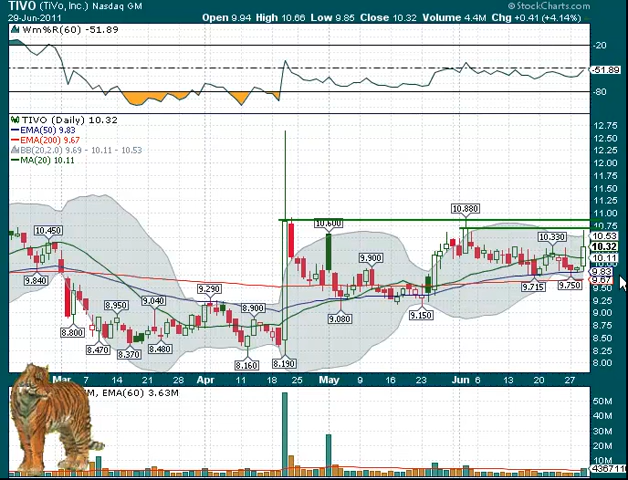 TIVO (TiVo, Inc.) Nasdaq GM
© StockCharts.com
29-Jun-2011
Open 9.94 High 10.66 Low 9.85 Close 10.32 Volume 4.4M Chg +0.41 (+4.14%)
Wm%R(60) -51.89
-20
-51.89
-80
TIVO (Daily) 10.32
EMA(50) 9.83
EMA(200) 9.67
BB(20,2.0) 9.69 - 10.11 - 10.53
MA(20) 10.11
12.75
12.50
12.25
12.00
11.75
11.50
11.25
11.00
10.75
10.53
10.32
10.11
9.83
9.67
9.50
9.25
9.00
8.75
8.50
8.25
8.00
10.450
9.840
8.800
8.470
8.950
8.370
9.040
8.480
9.290
8.160
8.900
8.190
10.600
9.080
9.900
9.150
10.880
9.715
10.330
9.750
Mar 7 14 21 28 Apr 11 18 25 May 9 16 23 Jun 6 13 20 27
M, EMA(60) 3.63M
50M
40M
30M
20M
10M
4367411